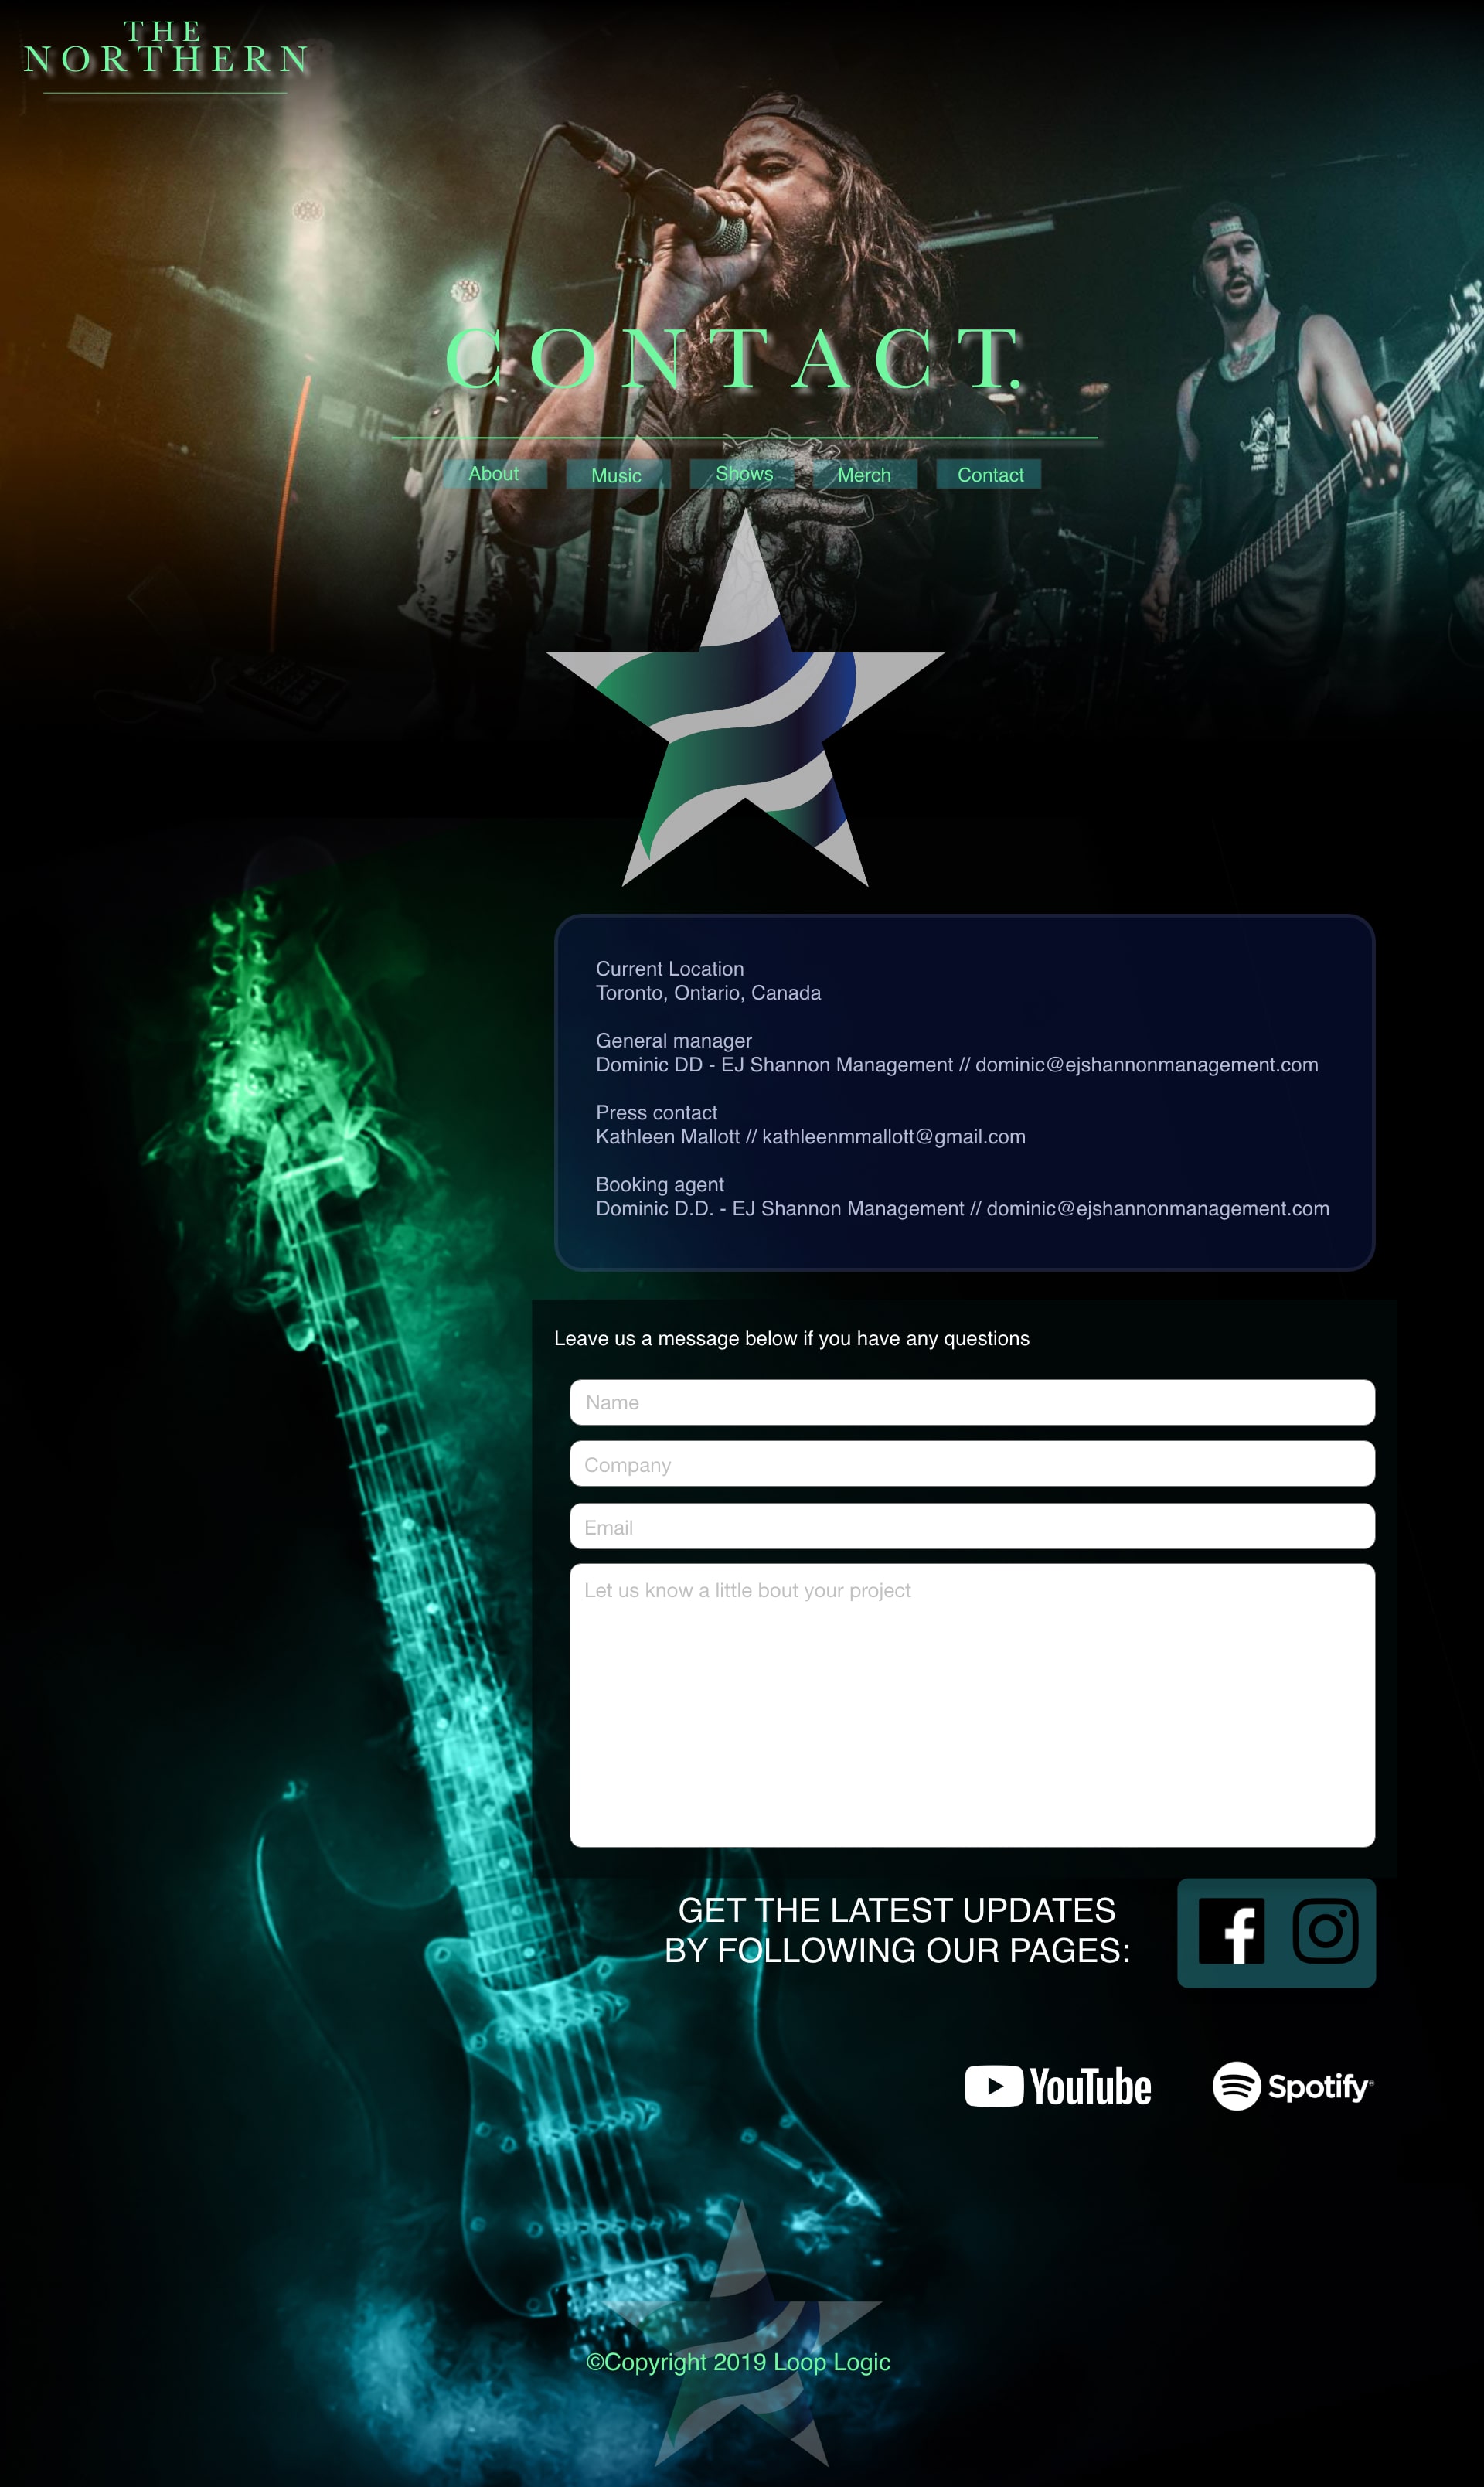 THE
NORTHERN
CONTACT.
About
Music
Shows
Merch
Contact
Current Location
Toronto, Ontario, Canada
General manager
Dominic DD - EJ Shannon Management // dominic@ejshannonmanagement.com
Press contact
Kathleen Mallott // kathleenmmallott@gmail.com
Booking agent
Dominic D.D. - EJ Shannon Management // dominic@ejshannonmanagement.com
Leave us a message below if you have any questions
Name
Company
Email
Let us know a little bout your project
GET THE LATEST UPDATES
BY FOLLOWING OUR PAGES:
YouTube
Spotify®
©Copyright 2019 Loop Logic